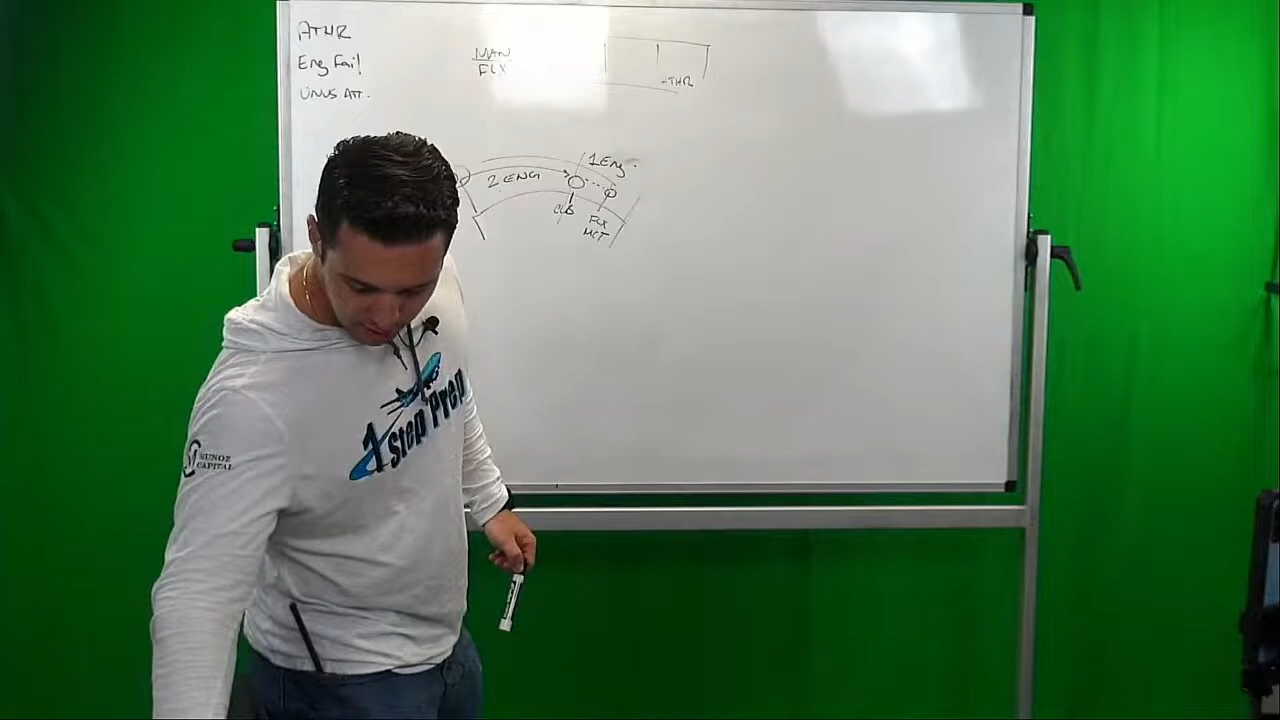 ATHR
Eng Fail
UNUS ATT.
MAN
FLX
-THR
1 Eng.
2 ENG
CLB
FLX
MCT
1 Step Prep
MUNOZ
CAPITAL